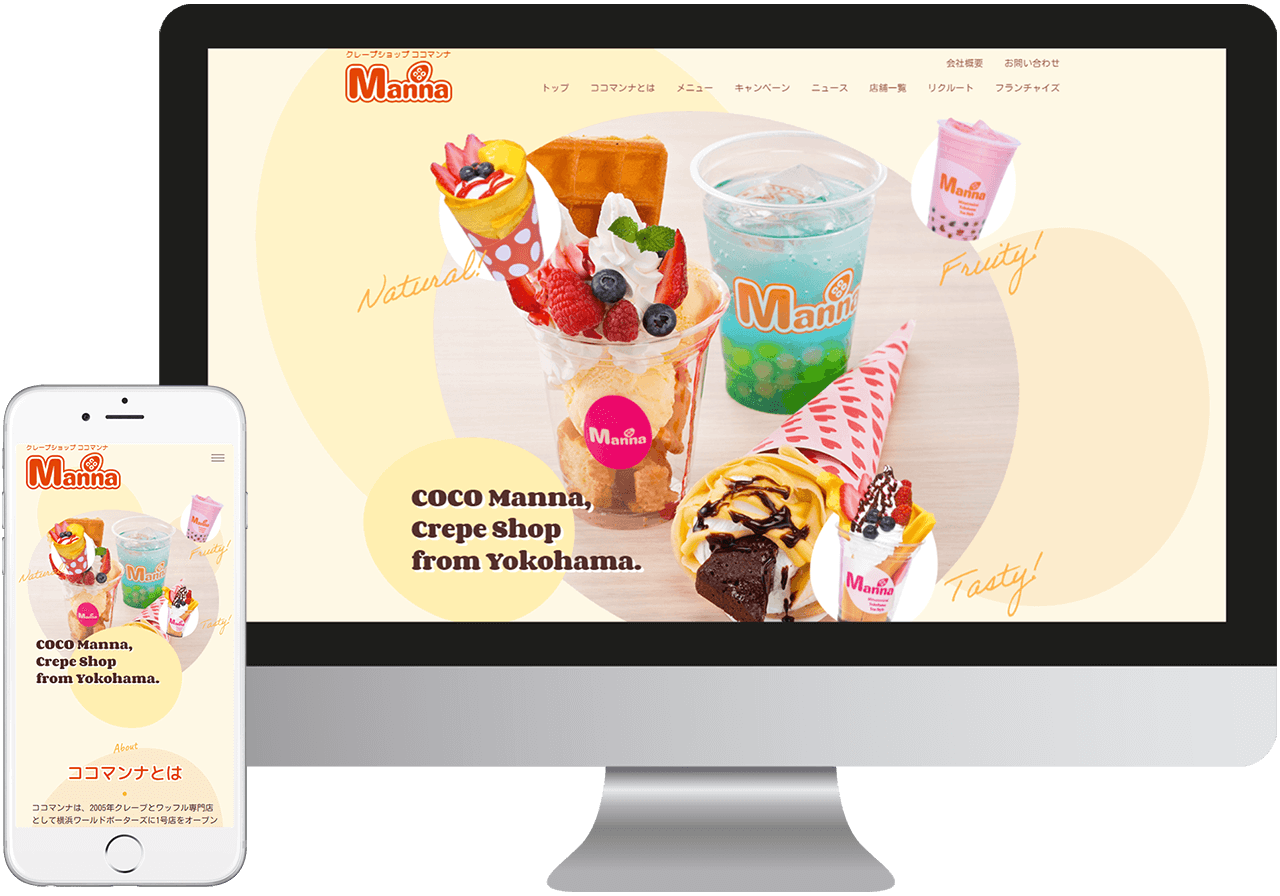 クレープショップ ココマンナ
Manna
会社概要 お問い合わせ
トップ ココマンナとは メニュー キャンペーン ニュース 店舗一覧 リクルート フランチャイズ
Natural!
Fruity!
Manna
Manna
Manna
COCO Manna,
Crepe Shop
from Yokohama.
Manna
Tasty!
クレープショップ ココマンナ
Manna
Natural
Fruity!
Manna
Manna
Manna
Tasty!
COCO Manna,
Crepe Shop
from Yokohama.
About
ココマンナとは
ココマンナは、2005年クレープとワッフル専門店
として横浜ワールドポーターズに1号店をオープン